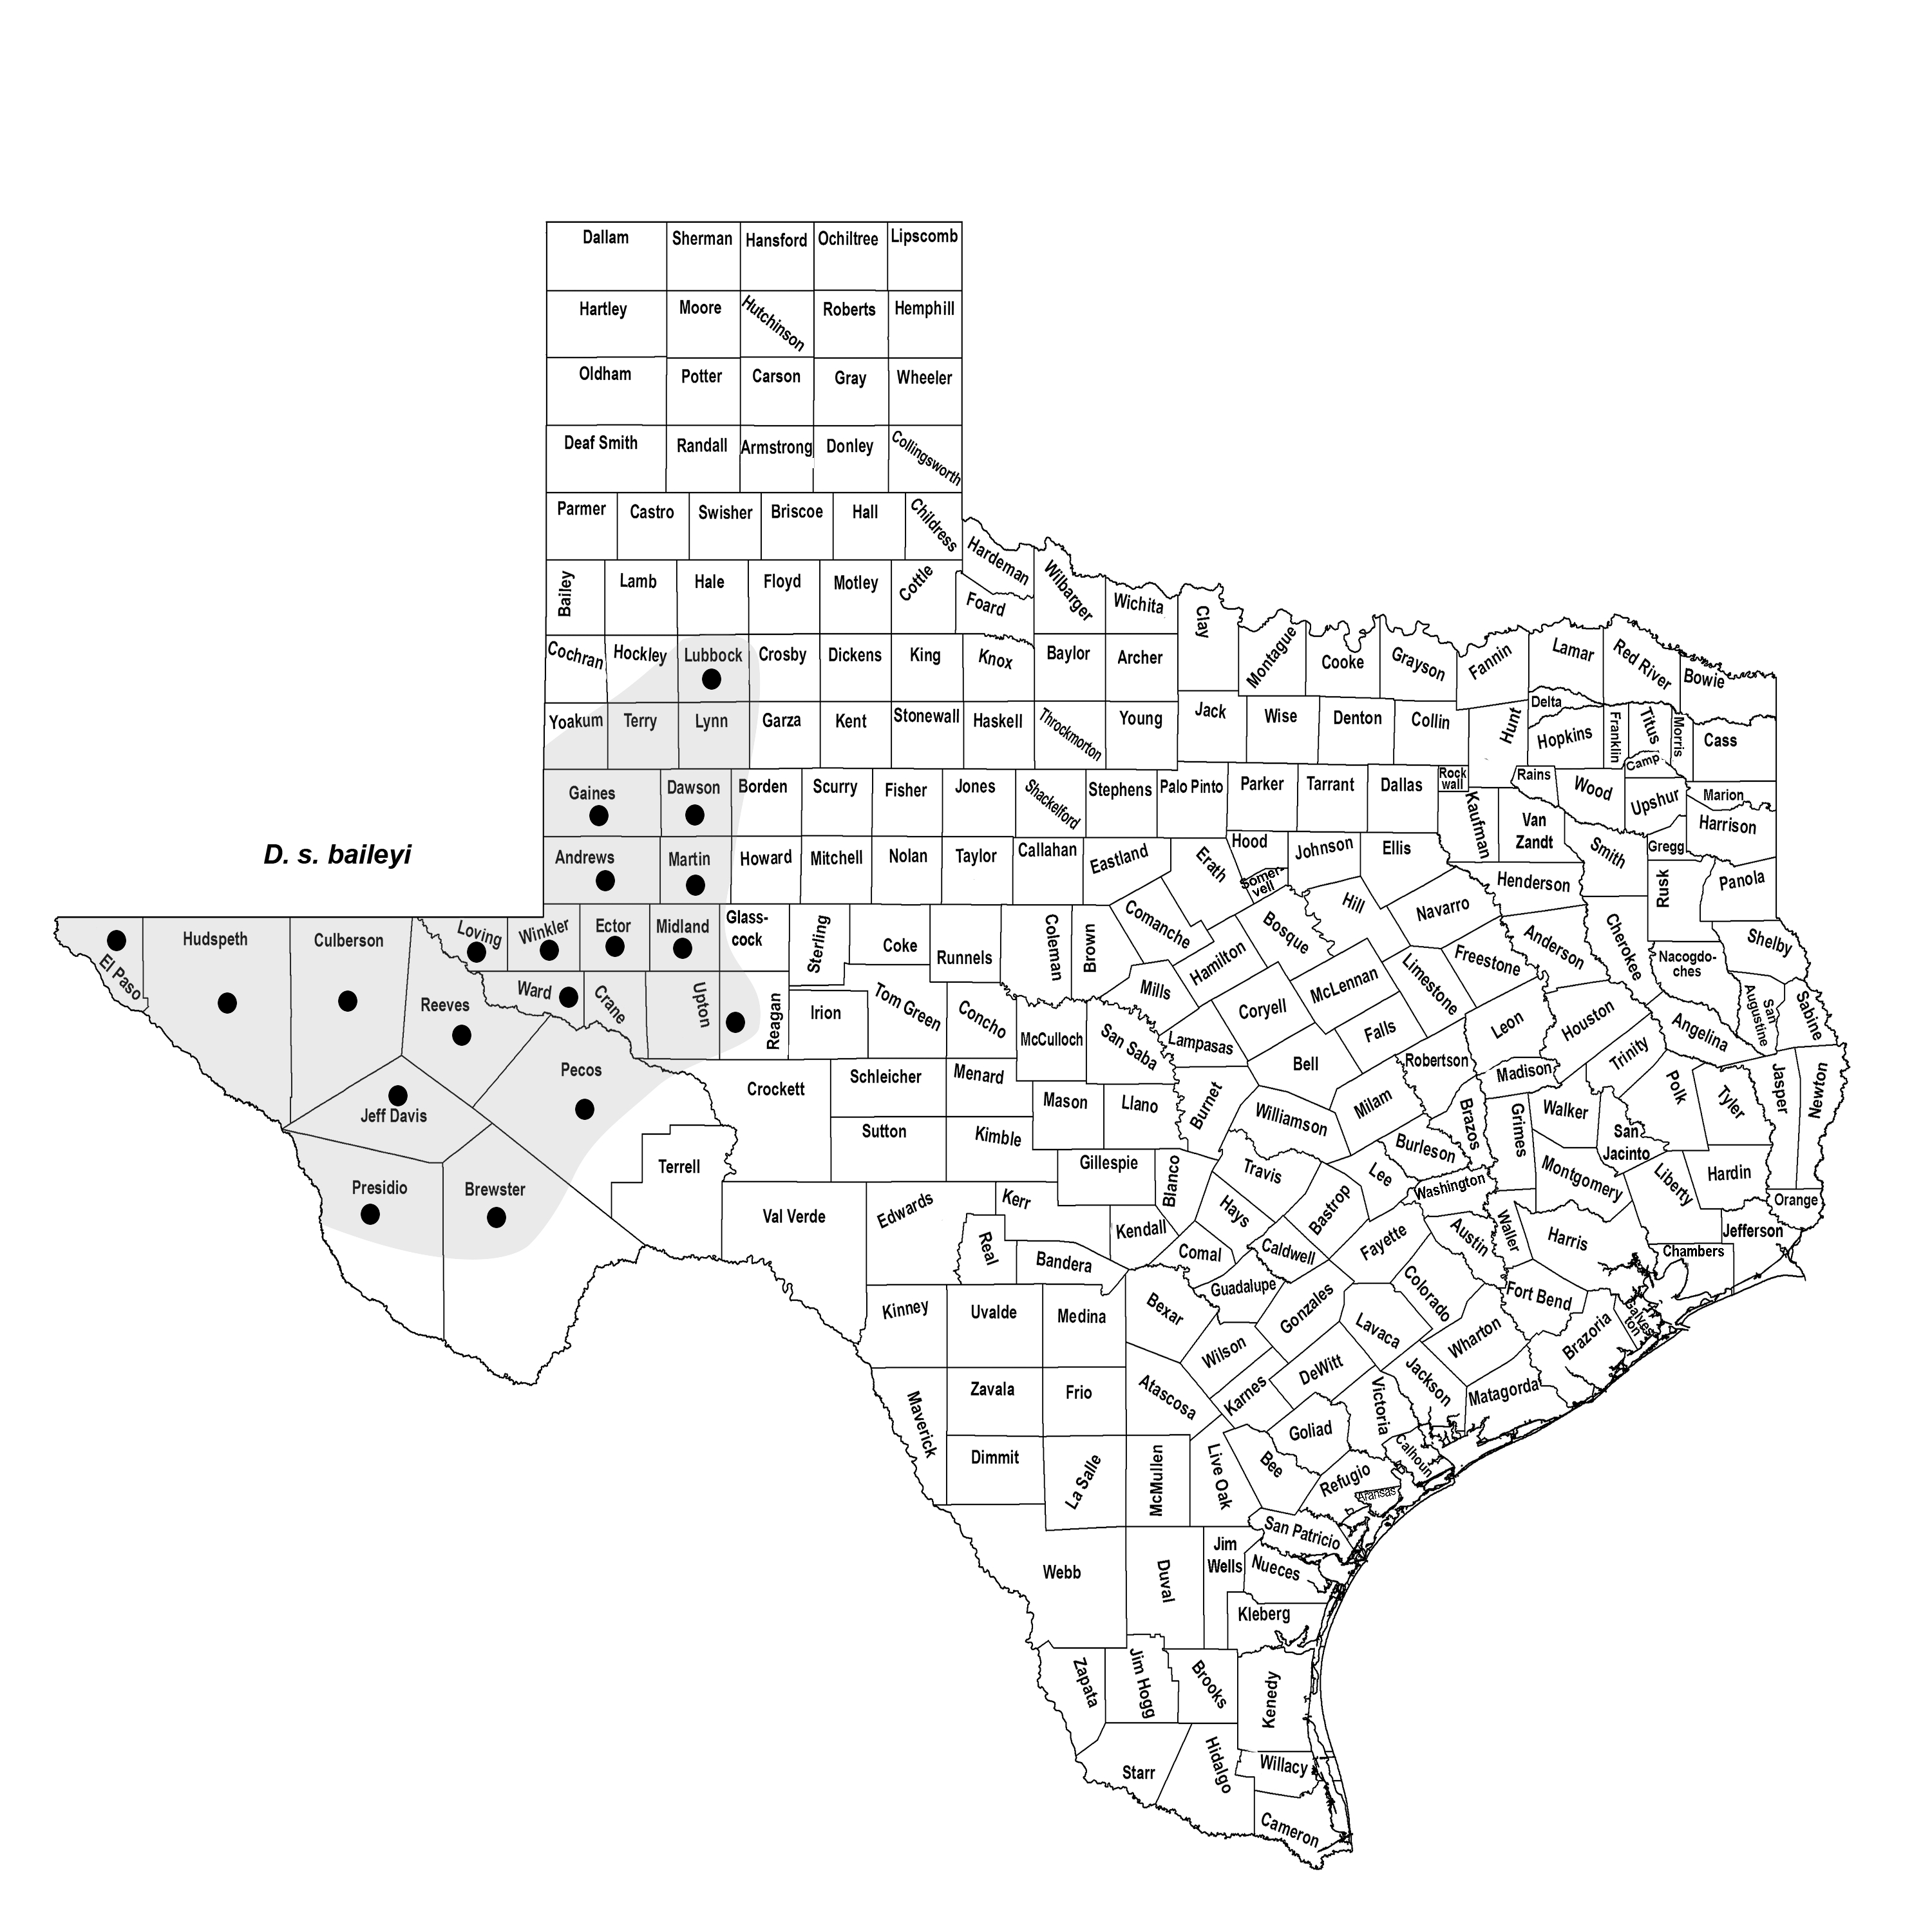 Dallam
Sherman
Hansford
Ochiltree
Lipscomb
Hartley
Moore
Hutchinson
Roberts
Hemphill
Oldham
Potter
Carson
Gray
Wheeler
Deaf Smith
Randall
Armstrong
Donley
Collingsworth
Parmer
Castro
Swisher
Briscoe
Hall
Childress
Hardeman
Bailey
Lamb
Hale
Floyd
Motley
Cottle
Foard
Wilbarger
Wichita
Clay
Montague
Cooke
Grayson
Fannin
Lamar
Red River
Bowie
Cochran
Hockley
Lubbock
Crosby
Dickens
King
Knox
Baylor
Archer
Yoakum
Terry
Lynn
Garza
Kent
Stonewall
Haskell
Throckmorton
Young
Jack
Wise
Denton
Collin
Hunt
Delta
Hopkins
Franklin
Titus
Morris
Cass
Camp
Gaines
Dawson
Borden
Scurry
Fisher
Jones
Shackelford
Stephens
Palo Pinto
Parker
Tarrant
Dallas
Rock
wall
Kaufman
Rains
Wood
Upshur
Marion
Harrison
Van
Zandt
Smith
Gregg
D. s. baileyi
Andrews
Martin
Howard
Mitchell
Nolan
Taylor
Callahan
Eastland
Erath
Hood
Somer-
vell
Johnson
Ellis
Henderson
Rusk
Panola
El Paso
Hudspeth
Culberson
Loving
Winkler
Ector
Midland
Glass-
cock
Sterling
Coke
Runnels
Coleman
Brown
Comanche
Hamilton
Bosque
Hill
Navarro
Freestone
Anderson
Cherokee
Nacogdo-
ches
Shelby
Reeves
Ward
Crane
Upton
Reagan
Irion
Tom Green
Concho
McCulloch
San Saba
Mills
Lampasas
Coryell
McLennan
Limestone
Falls
Leon
Houston
Angelina
San
Augustine
Sabine
Jeff Davis
Pecos
Crockett
Schleicher
Menard
Mason
Llano
Burnet
Bell
Milam
Robertson
Madison
Trinity
Polk
Tyler
Jasper
Newton
Presidio
Brewster
Terrell
Sutton
Kimble
Gillespie
Blanco
Williamson
Travis
Lee
Burleson
Brazos
Grimes
Walker
San
Jacinto
Hardin
Liberty
Montgomery
Washington
Orange
Jefferson
Val Verde
Edwards
Kerr
Real
Bandera
Kendall
Comal
Hays
Caldwell
Bastrop
Fayette
Austin
Waller
Harris
Chambers
Kinney
Uvalde
Medina
Bexar
Guadalupe
Gonzales
Lavaca
Colorado
Fort Bend
Wharton
Brazoria
Galves
ton
Maverick
Zavala
Frio
Atascosa
Wilson
Karnes
DeWitt
Victoria
Jackson
Matagorda
Dimmit
La Salle
McMullen
Live Oak
Bee
Goliad
Refugio
Calhoun
Aransas
San Patricio
Webb
Duval
Jim
Wells
Nueces
Kleberg
Zapata
Jim Hogg
Brooks
Kenedy
Starr
Hidalgo
Willacy
Cameron